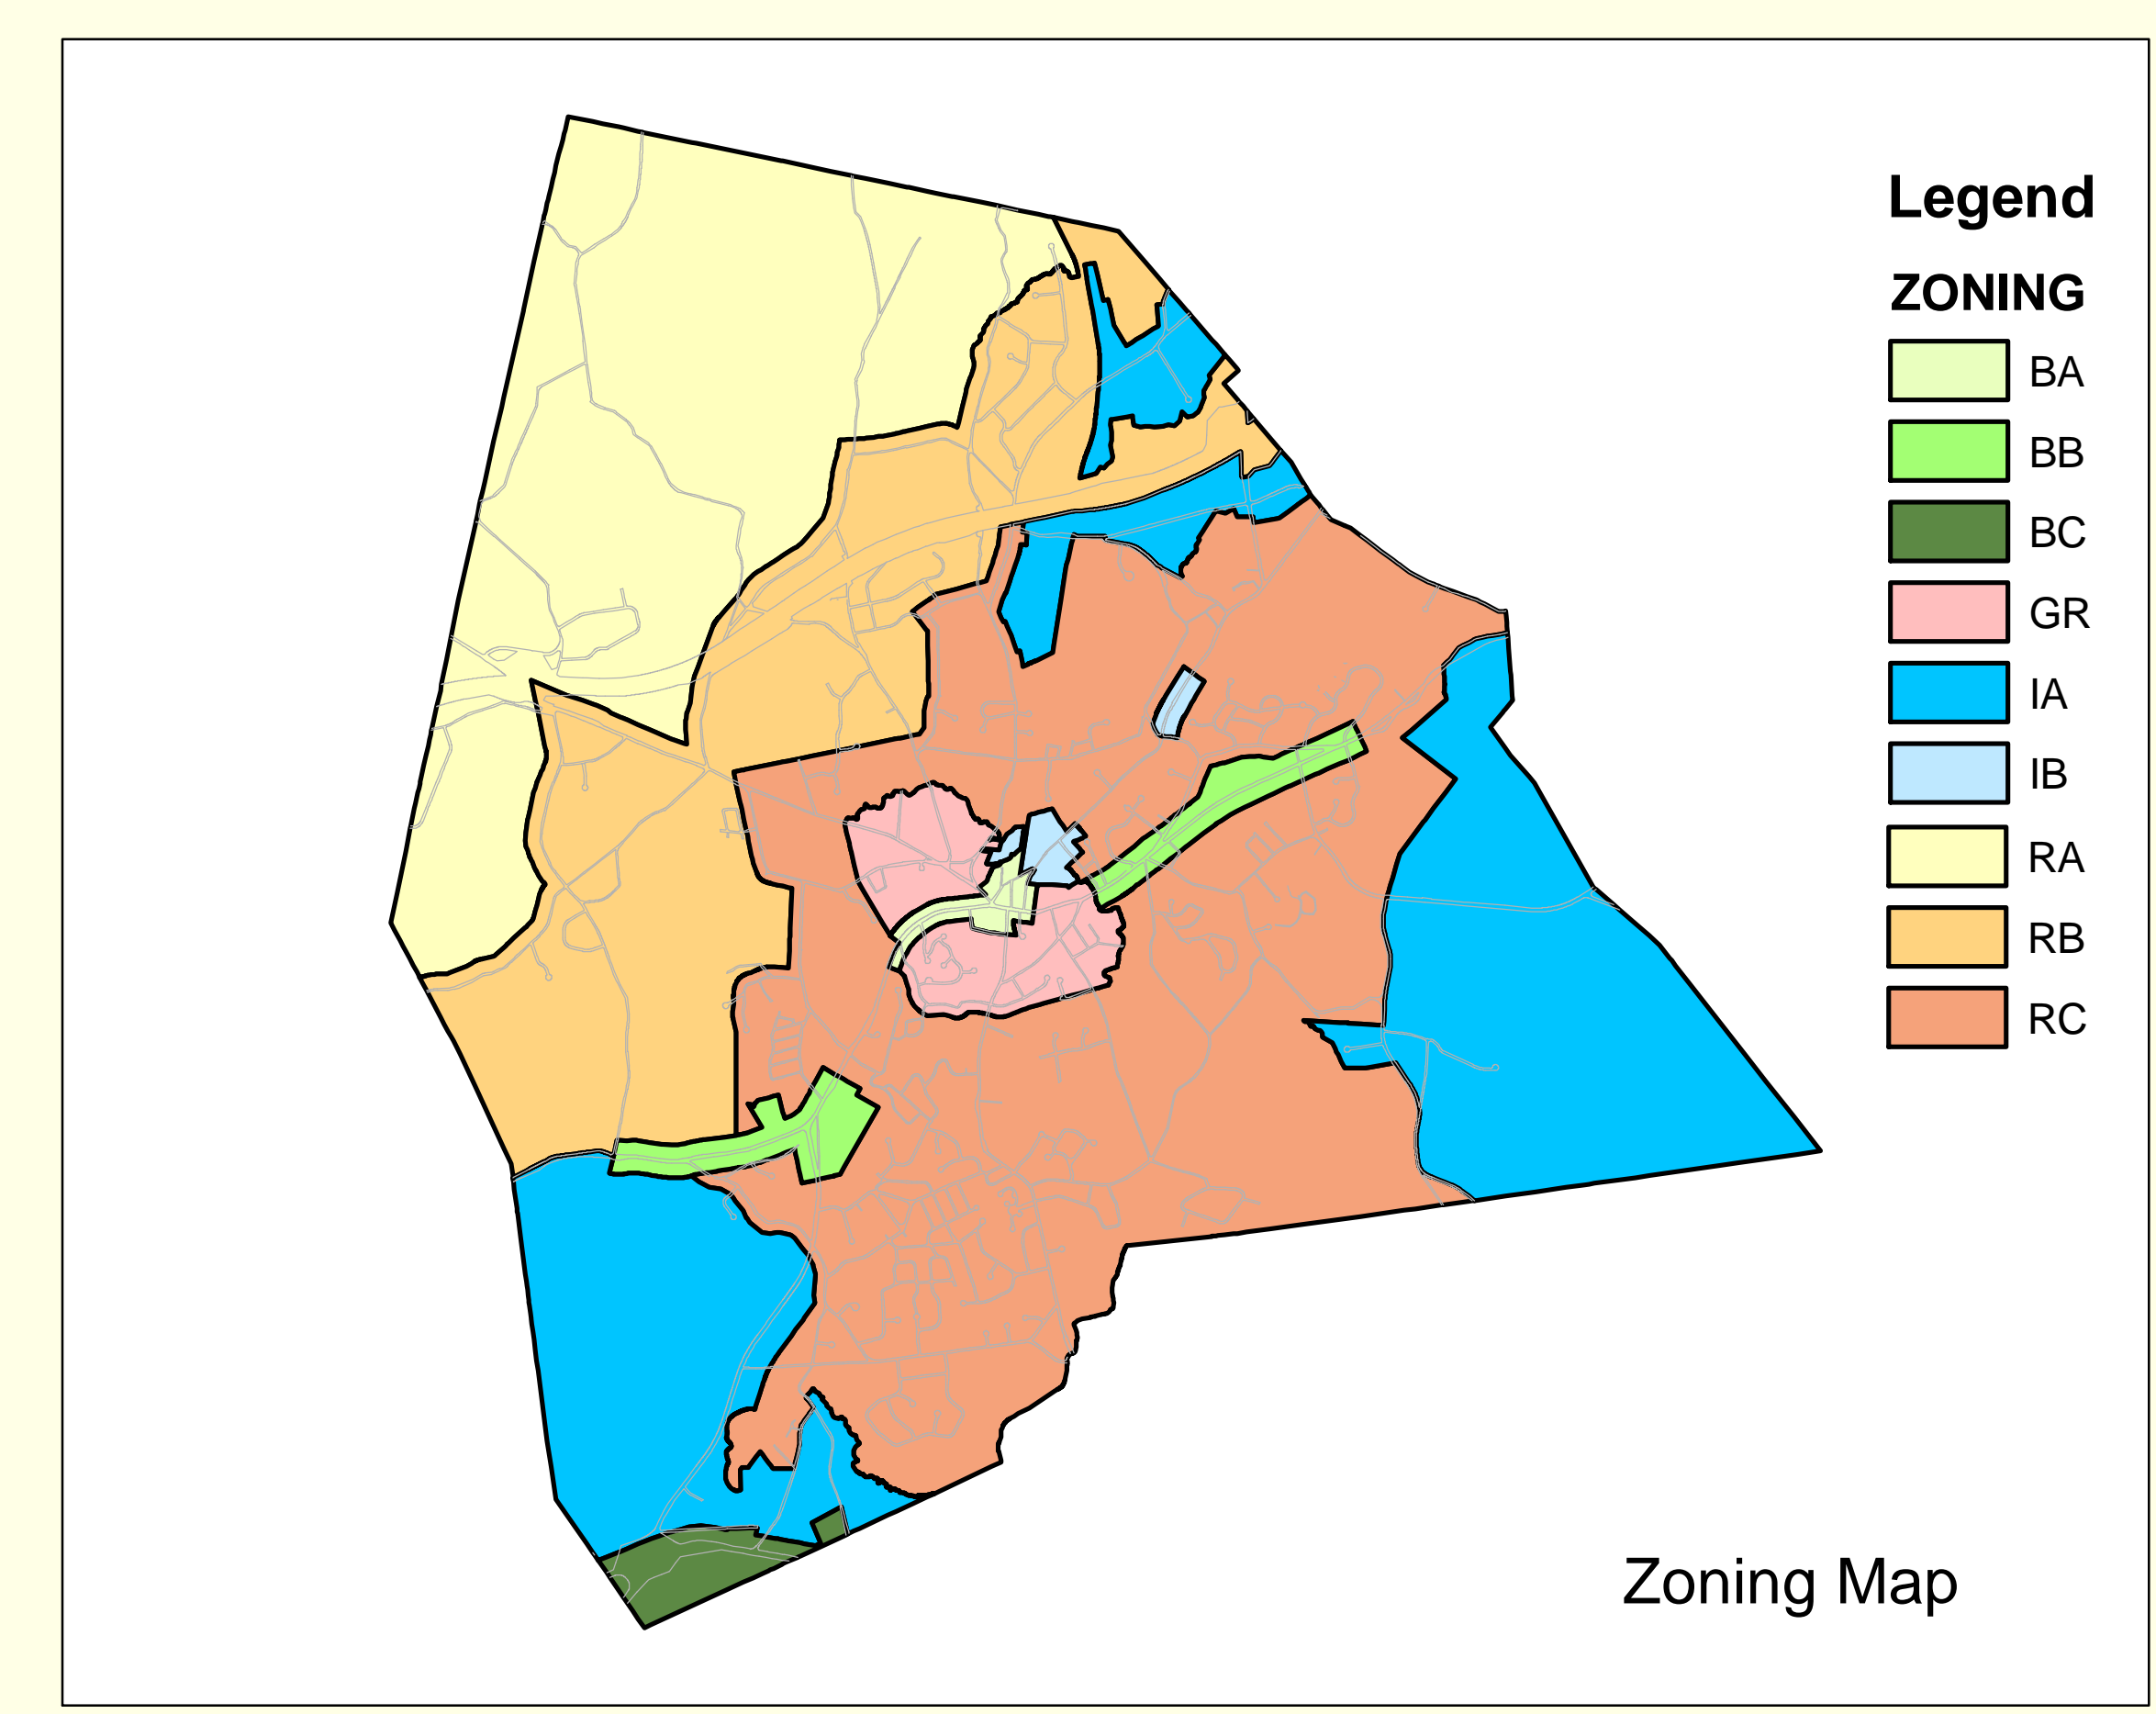 Legend
ZONING
BA
BB
BC
GR
IA
IB
RA
RB
RC
Zoning Map